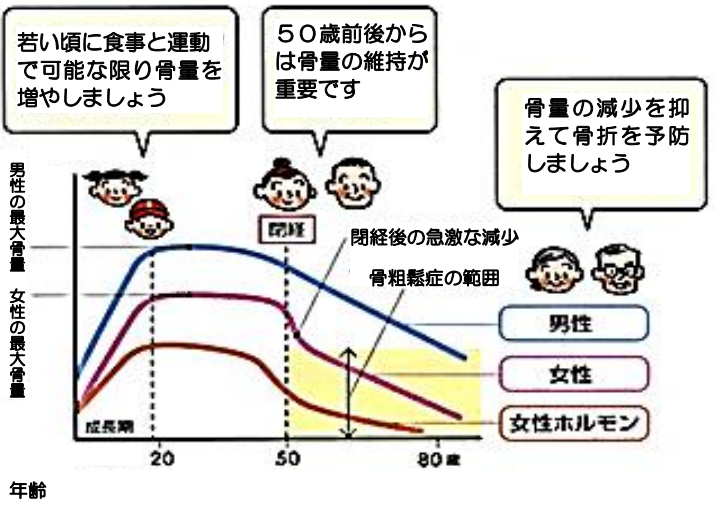 若い頃に食事と運動
で可能な限り骨量を
増やしましょう
５０歳前後から
は骨量の維持が
重要です
骨量の減少を抑
えて骨折を予防
しましょう
男性の最大骨量
女性の最大骨量
閉経
閉経後の急激な減少
骨粗鬆症の範囲
男性
女性
女性ホルモン
成長期
20
50
80歳
年齢